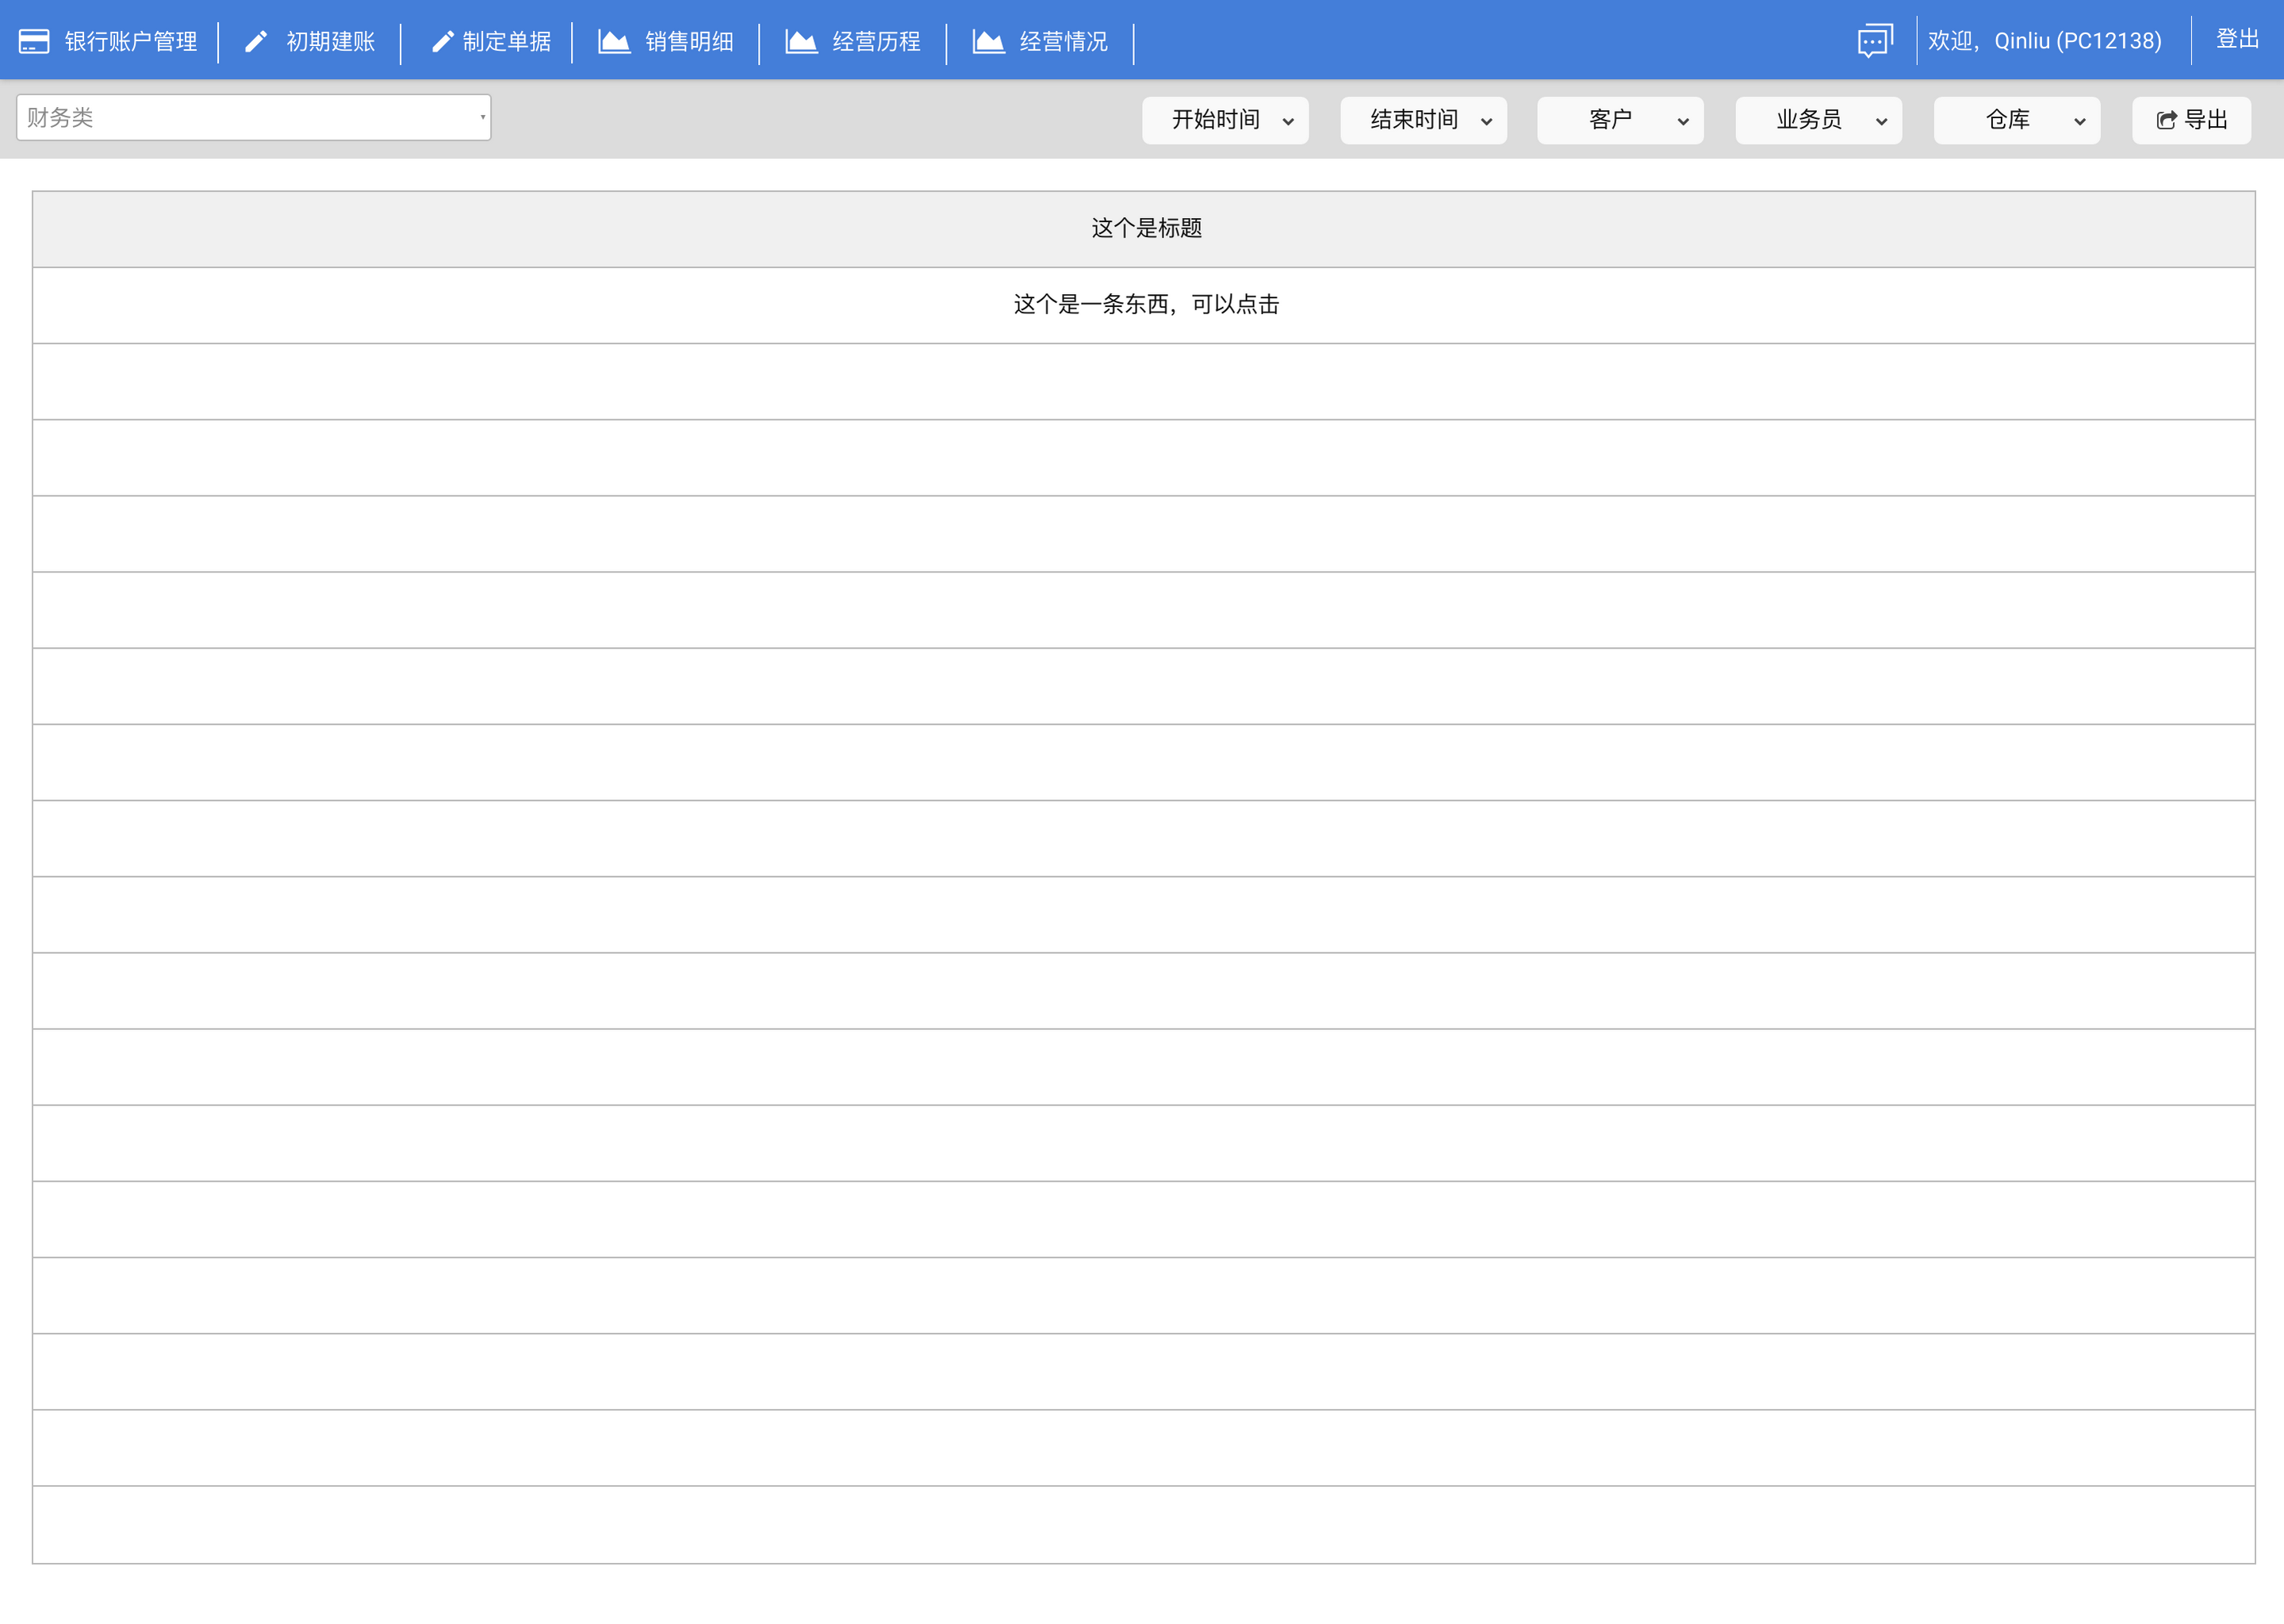 银行账户管理 初期建账 制定单据 销售明细 经营历程 经营情况 欢迎，Qinliu (PC12138) 登出
财务类 开始时间 结束时间 客户 业务员 仓库 导出
这个是标题
这个是一条东西，可以点击